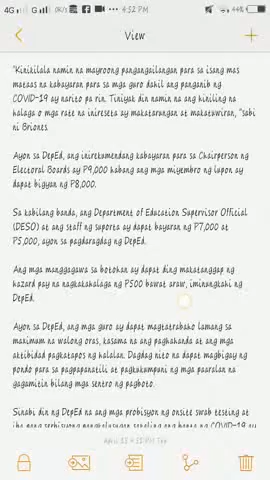 4G G (K/s) 4:52 PM 44%
View
"Kinikilala namin na mayroong pangangailangan para sa isang mas
mataas na kabayaran para sa mga guro dahil ang panganib ng
COVID-19 ay narito pa rin. Tiniyak din namin na ang hiniling na
halaga o mga rate na inireseta ay makatarungan at makatuwiran, "sabi
ni Briones.
Ayon sa DepEd, ang inirekumendang kabayaran para sa Chairperson ng
Electoral Boards ay P9,000 habang ang mga miyembro ng lupon ay
dapat bigyan ng P8,000.
Sa kabilang banda, ang Department of Education Supervisor Official
(DESO) at ang staff ng suporta ay dapat bayaran ng P7,000 at
P5,000, ayon sa pagdaragdag ng DepEd.
Ang mga manggagawa sa botohan ay dapat ding makatanggap ng
hazard pay na nagkakahalaga ng P500 bawat araw, iminungkahi ng
DepEd.
Ayon sa DepEd, ang mga guro ay dapat magtatrabaho lamang sa
maximum na walong oras, kasama na ang paghahanda at ang mga
aktibidad pagkatapos ng halalan. Dagdag nito na dapat magbigay ng
pondo para sa pagpapanatili at pagkukumpuni ng mga paaralan na
gagamitin bilang mga sentro ng pagboto.
Sinabi din ng DepEd na ang mga probisyon ng onsite swab testing at